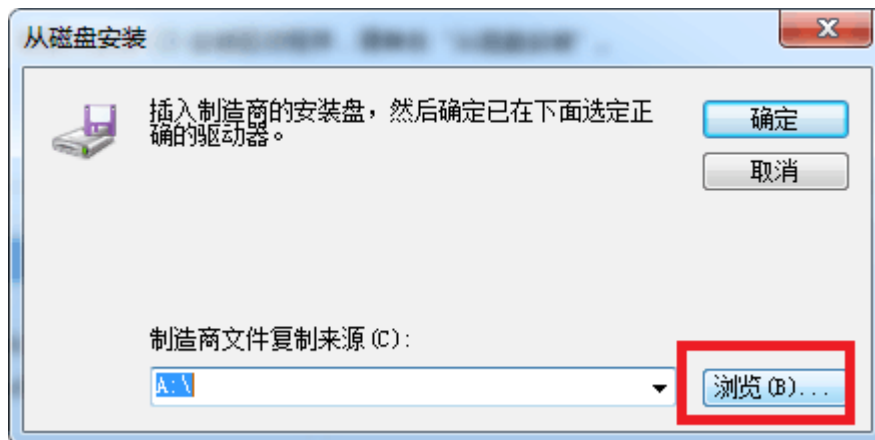 从磁盘安装
插入制造商的安装盘，然后确定已在下面选定正
确的驱动器。
确定
取消
制造商文件复制来源(C):
A:\
浏览(B)...